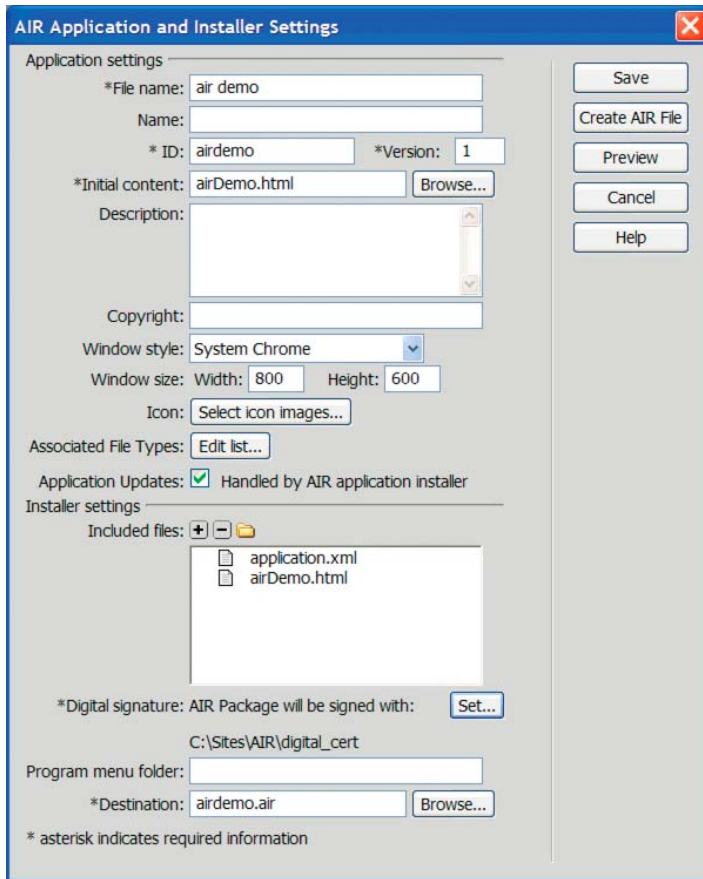 AIR Application and Installer Settings
Application settings
*File name: air demo
Name:
* ID: airdemo *Version: 1
*Initial content: airDemo.html Browse...
Description:
Copyright:
Window style: System Chrome
Window size: Width: 800 Height: 600
Icon: Select icon images...
Associated File Types: Edit list...
Application Updates: Handled by AIR application installer
Installer settings
Included files:
application.xml
airDemo.html
*Digital signature: AIR Package will be signed with: Set...
C:\Sites\AIR\digital_cert
Program menu folder:
*Destination: airdemo.air Browse...
* asterisk indicates required information
Save
Create AIR File
Preview
Cancel
Help